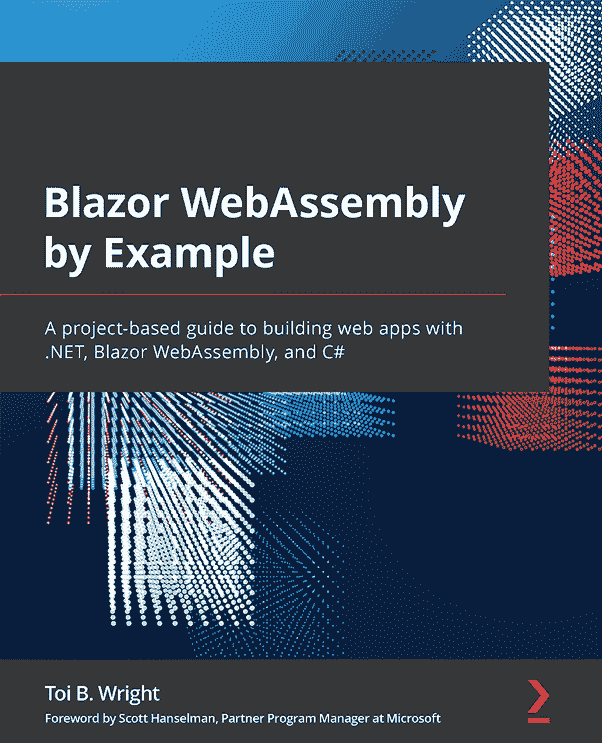 Blazor WebAssembly
by Example
A project-based guide to building web apps with
.NET, Blazor WebAssembly, and C#
Toi B. Wright
Foreword by Scott Hanselman, Partner Program Manager at Microsoft